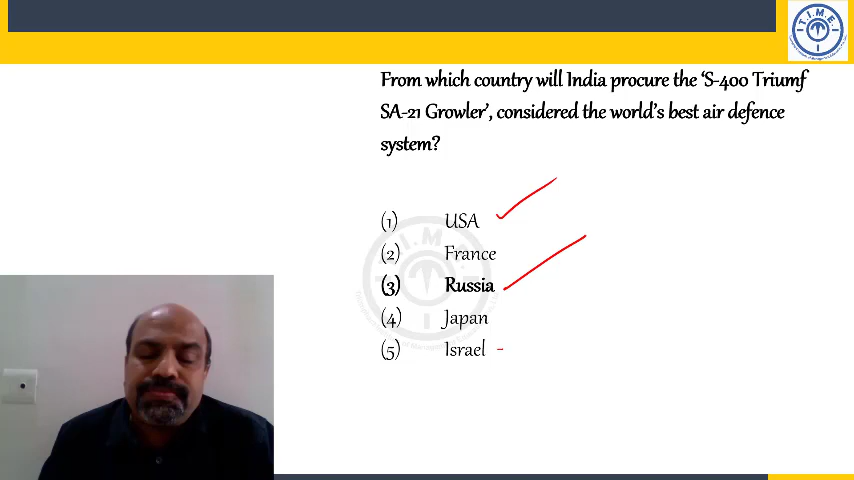 T.I.M.E.
From which country will India procure the ‘S-400 Triumf
SA-21 Growler’, considered the world’s best air defence
system?
(1) USA
(2) France
(3) Russia
(4) Japan
(5) Israel